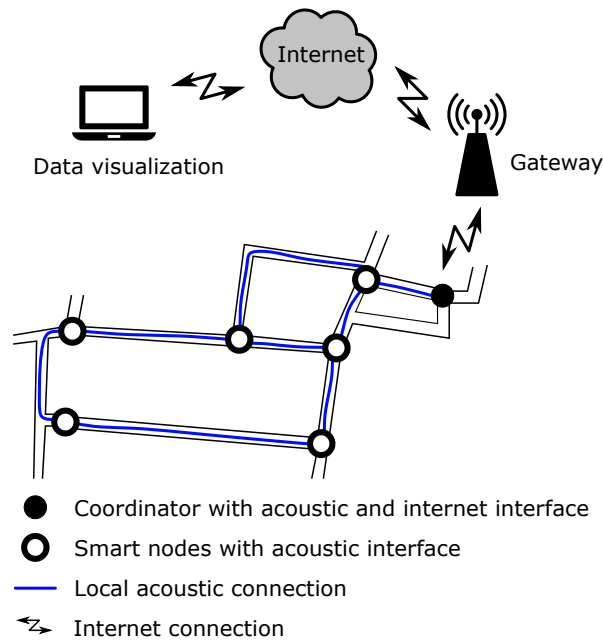 Internet
Data visualization
Gateway
Coordinator with acoustic and internet interface
Smart nodes with acoustic interface
Local acoustic connection
Internet connection